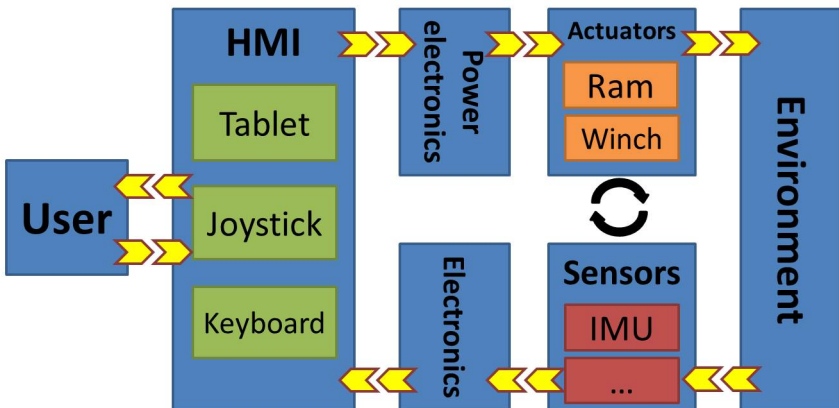 HMI
Tablet
Joystick
Keyboard
User
Power
electronics
Actuators
Ram
Winch
Environment
Electronics
Sensors
IMU
...